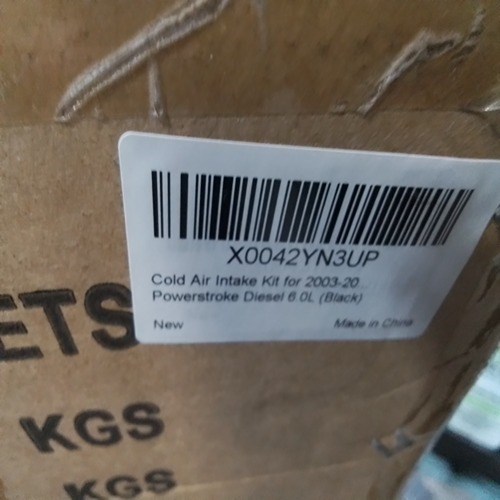 X0042YN3UP
Cold Air Intake Kit for 2003-20...
Powerstroke Diesel 6.0L (Black)
New Made in China
ETS
KGS
KGS